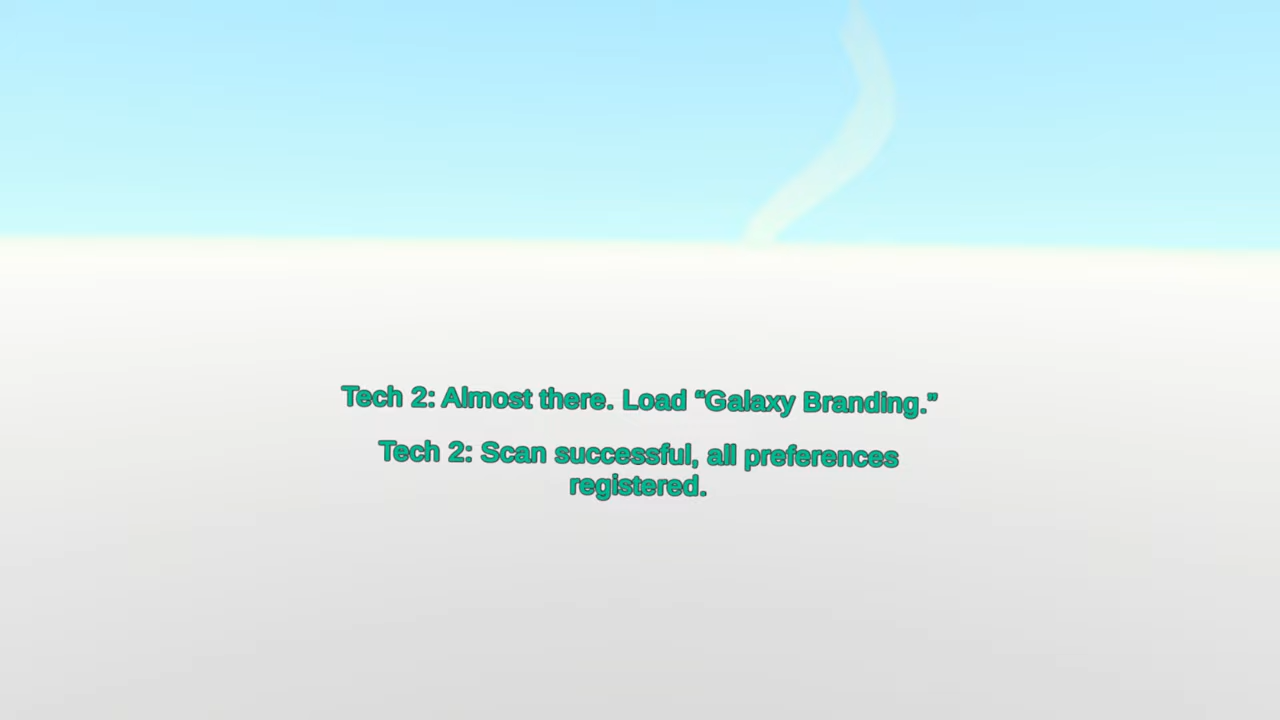 Tech 2: Almost there. Load “Galaxy Branding.”
Tech 2: Scan successful, all preferences
registered.